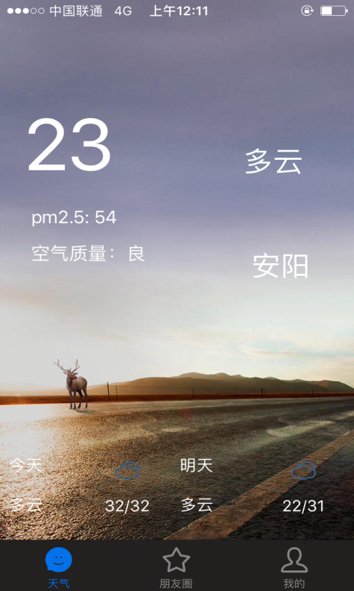 中国联通 4G 上午12:11
23
多云
pm2.5: 54
空气质量：良
安阳
今天 明天
多云 32/32 多云 22/31
天气 朋友圈 我的